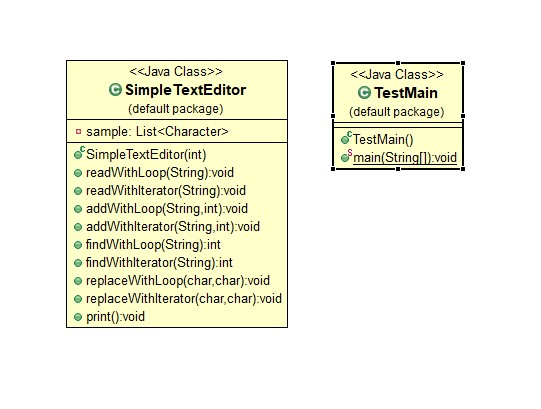 <<Java Class>>
SimpleTextEditor
(default package)
sample: List<Character>
SimpleTextEditor(int)
readWithLoop(String):void
readWithIterator(String):void
addWithLoop(String,int):void
addWithIterator(String,int):void
findWithLoop(String):int
findWithIterator(String):int
replaceWithLoop(char,char):void
replaceWithIterator(char,char):void
print():void
<<Java Class>>
TestMain
(default package)
TestMain()
main(String[]):void